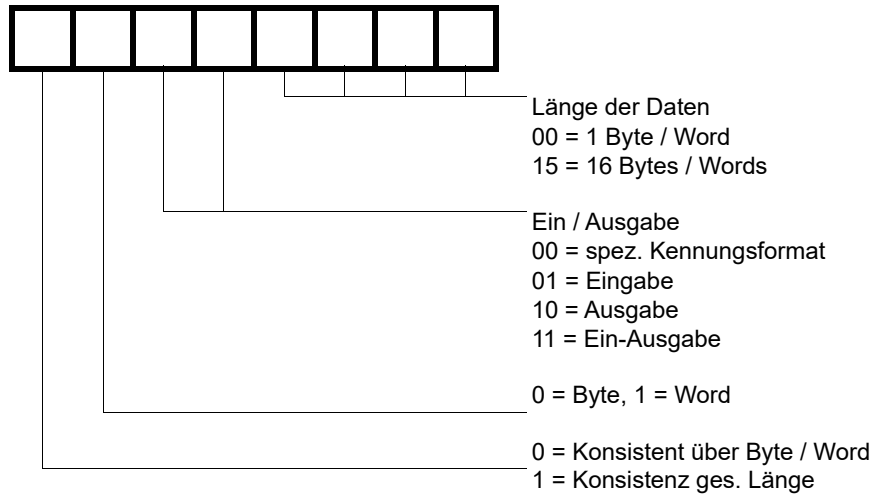 Länge der Daten
00 = 1 Byte / Word
15 = 16 Bytes / Words
Ein / Ausgabe
00 = spez. Kennungsformat
01 = Eingabe
10 = Ausgabe
11 = Ein-Ausgabe
0 = Byte, 1 = Word
0 = Konsistent über Byte / Word
1 = Konsistenz ges. Länge